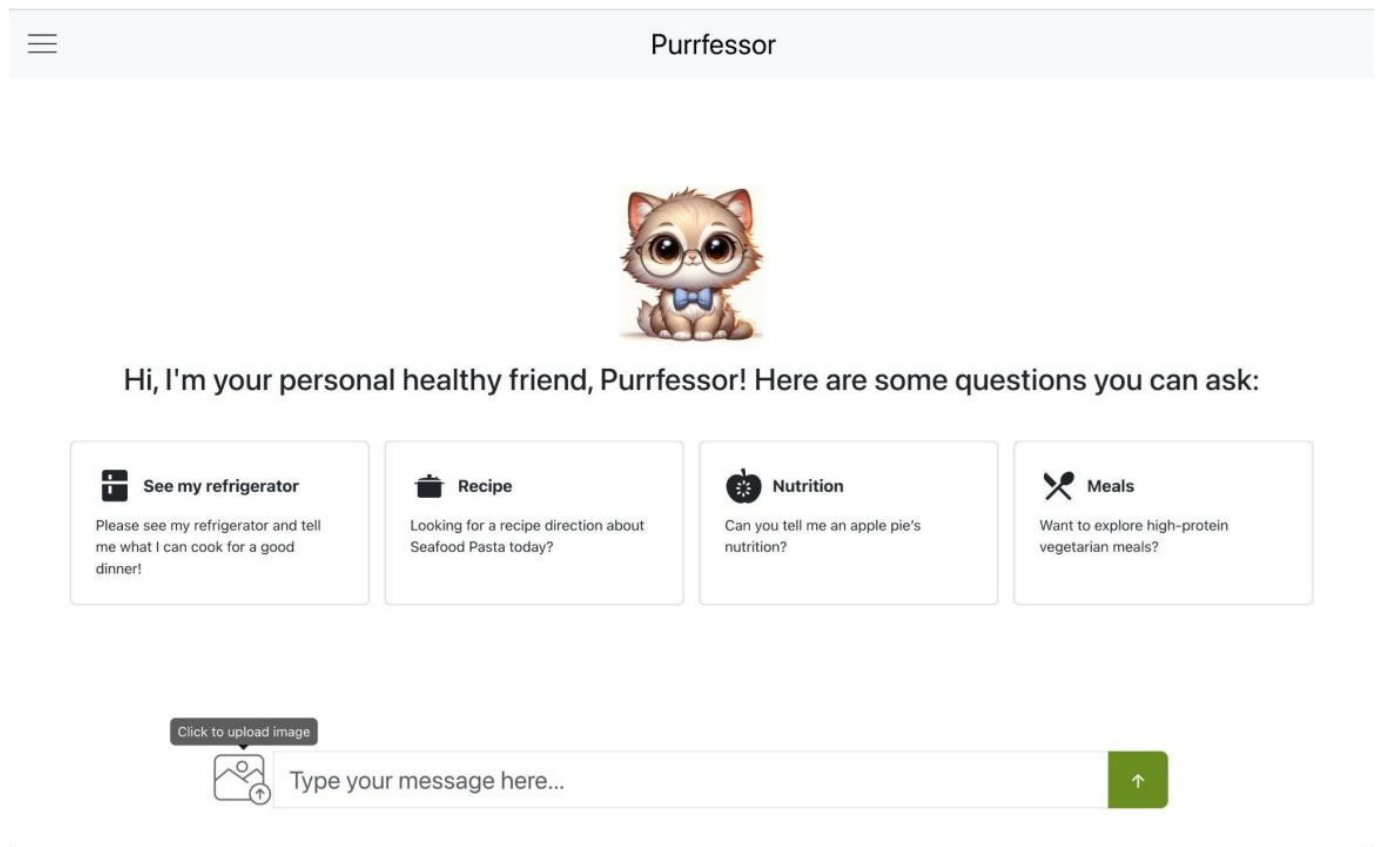 Purrfessor
Hi, I'm your personal healthy friend, Purrfessor! Here are some questions you can ask:
See my refrigerator
Please see my refrigerator and tell
me what I can cook for a good
dinner!
Recipe
Looking for a recipe direction about
Seafood Pasta today?
Nutrition
Can you tell me an apple pie’s
nutrition?
Meals
Want to explore high-protein
vegetarian meals?
Click to upload image
Type your message here...